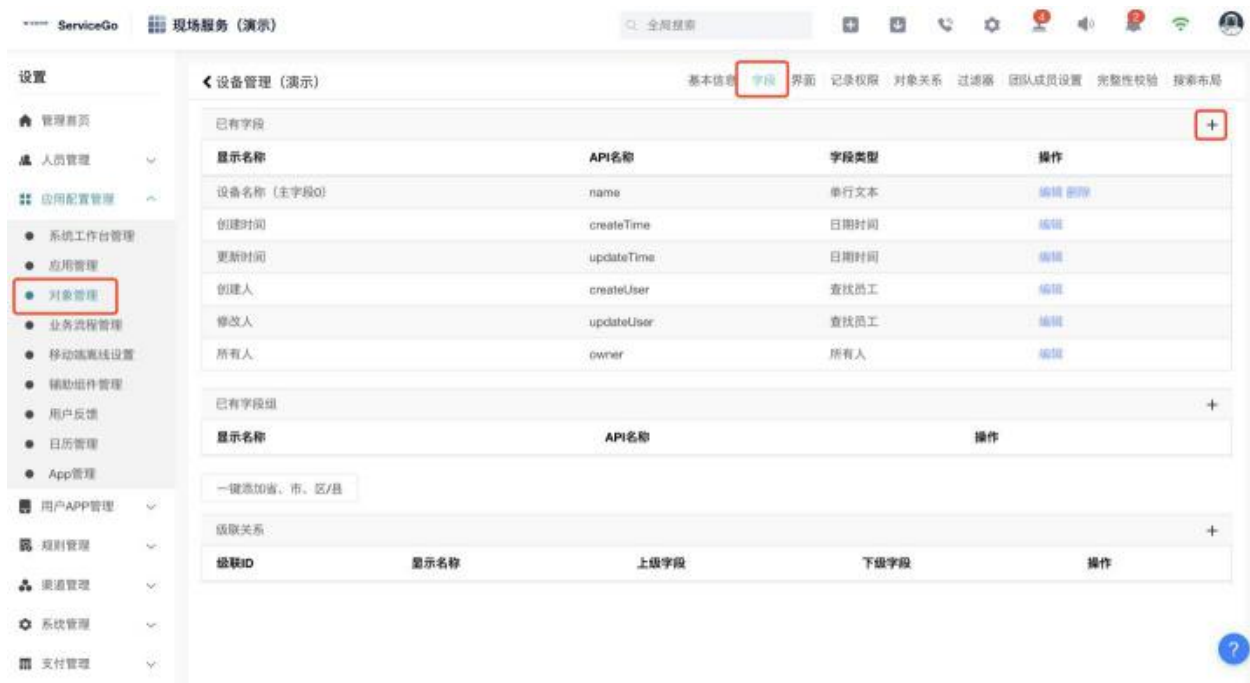 ServiceGo 现场服务（演示） 全局搜索 4 2
设置
设备管理（演示） 基本信息 字段 界面 记录权限 对象关系 过滤器 团队成员设置 完整性校验 搜索布局
管理首页
人员管理
应用配置管理
系统工作台管理
应用管理
对象管理
业务流程管理
移动端离线设置
辅助组件管理
用户反馈
日历管理
App管理
用户APP管理
规则管理
渠道管理
系统管理
支付管理
已有字段 +
显示名称 API名称 字段类型 操作
设备名称（主字段0） name 单行文本 编辑 删除
创建时间 createTime 日期时间 编辑
更新时间 updateTime 日期时间 编辑
创建人 createUser 查找员工 编辑
修改人 updateUser 查找员工 编辑
所有人 owner 所有人 编辑
已有字段组 +
显示名称 API名称 操作
一键添加省、市、区/县
级联关系 +
级联ID 显示名称 上级字段 下级字段 操作
?